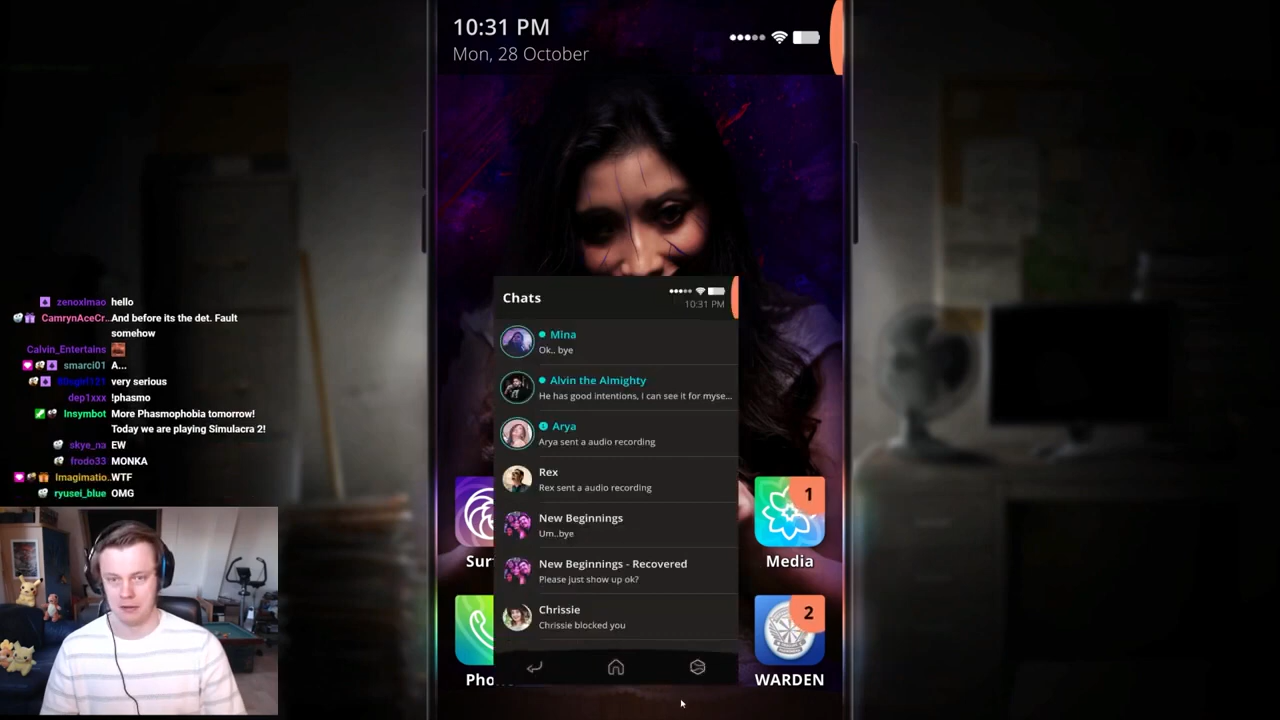 10:31 PM
Mon, 28 October
Chats
10:31 PM
Mina
Ok.. bye
Alvin the Almighty
He has good intentions, I can see it for myse...
Arya
Arya sent a audio recording
Rex
Rex sent a audio recording
New Beginnings
Um..bye
New Beginnings - Recovered
Please just show up ok?
Chrissie
Chrissie blocked you
Sur
1
Media
Pho
2
WARDEN
zenoxlmao hello
CamrynAceCr... And before its the det. Fault
somehow
Calvin_Entertains
smarci01 A...
very serious
dep1xxx !phasmo
Insymbot More Phasmophobia tomorrow!
Today we are playing Simulacra 2!
skye_na EW
frodo33 MONKA
Imaginatio... WTF
ryusei_blue OMG